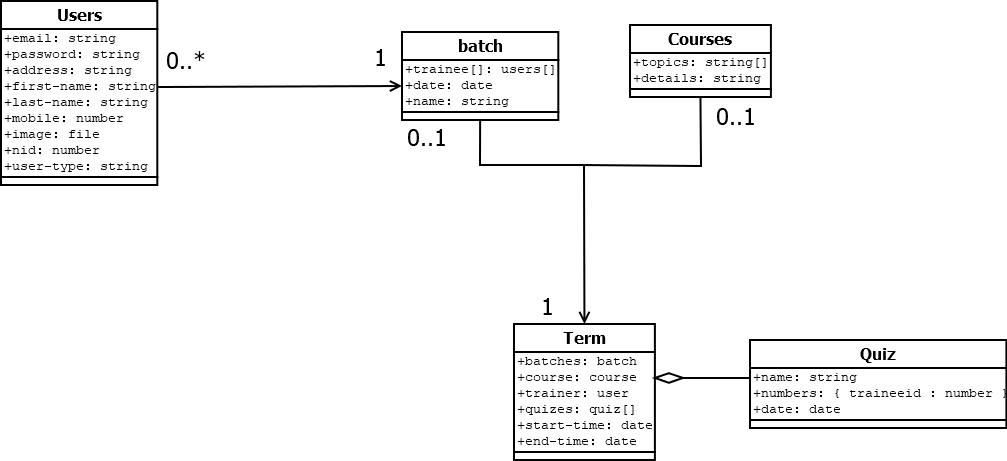 Users
+email: string
+password: string
+address: string
+first-name: string
+last-name: string
+mobile: number
+image: file
+nid: number
+user-type: string
0..*
1
batch
+trainee[]: users[]
+date: date
+name: string
0..1
Courses
+topics: string[]
+details: string
0..1
1
Term
+batches: batch
+course: course
+trainer: user
+quizes: quiz[]
+start-time: date
+end-time: date
Quiz
+name: string
+numbers: { traineeid : number }
+date: date